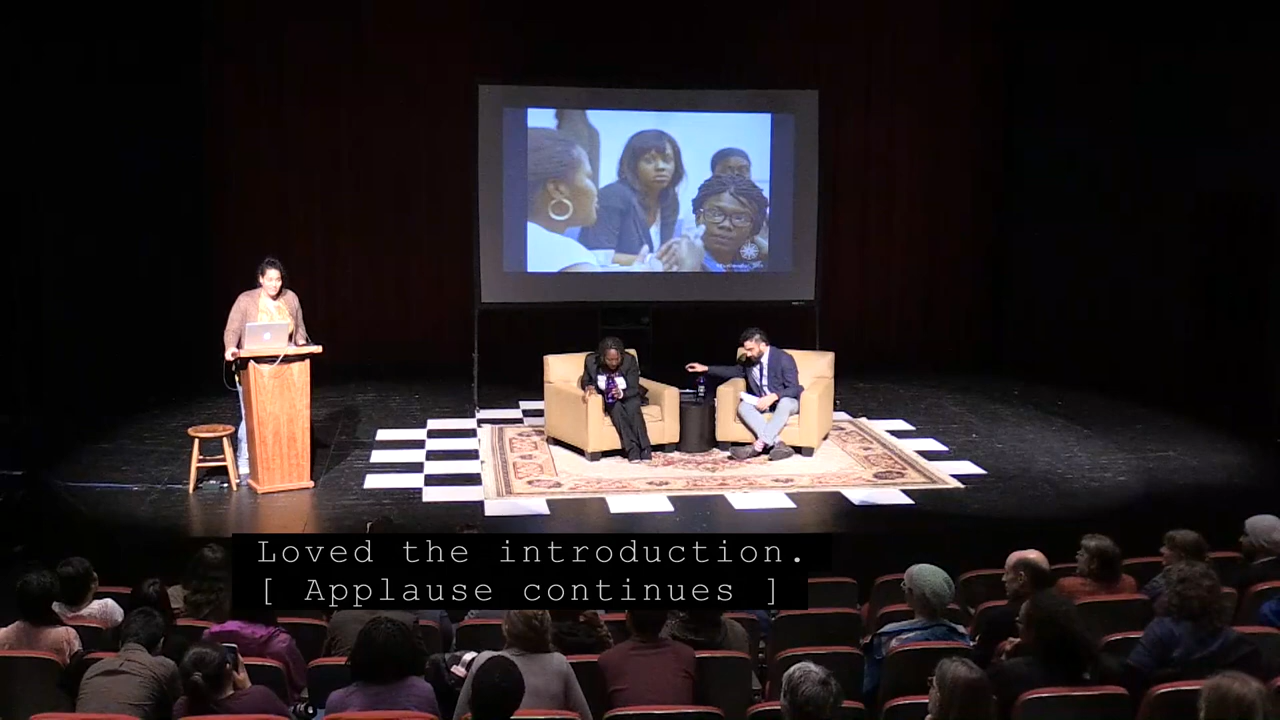 Loved the introduction.
[ Applause continues ]